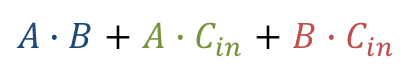 A · B + A · C_in + B · C_in